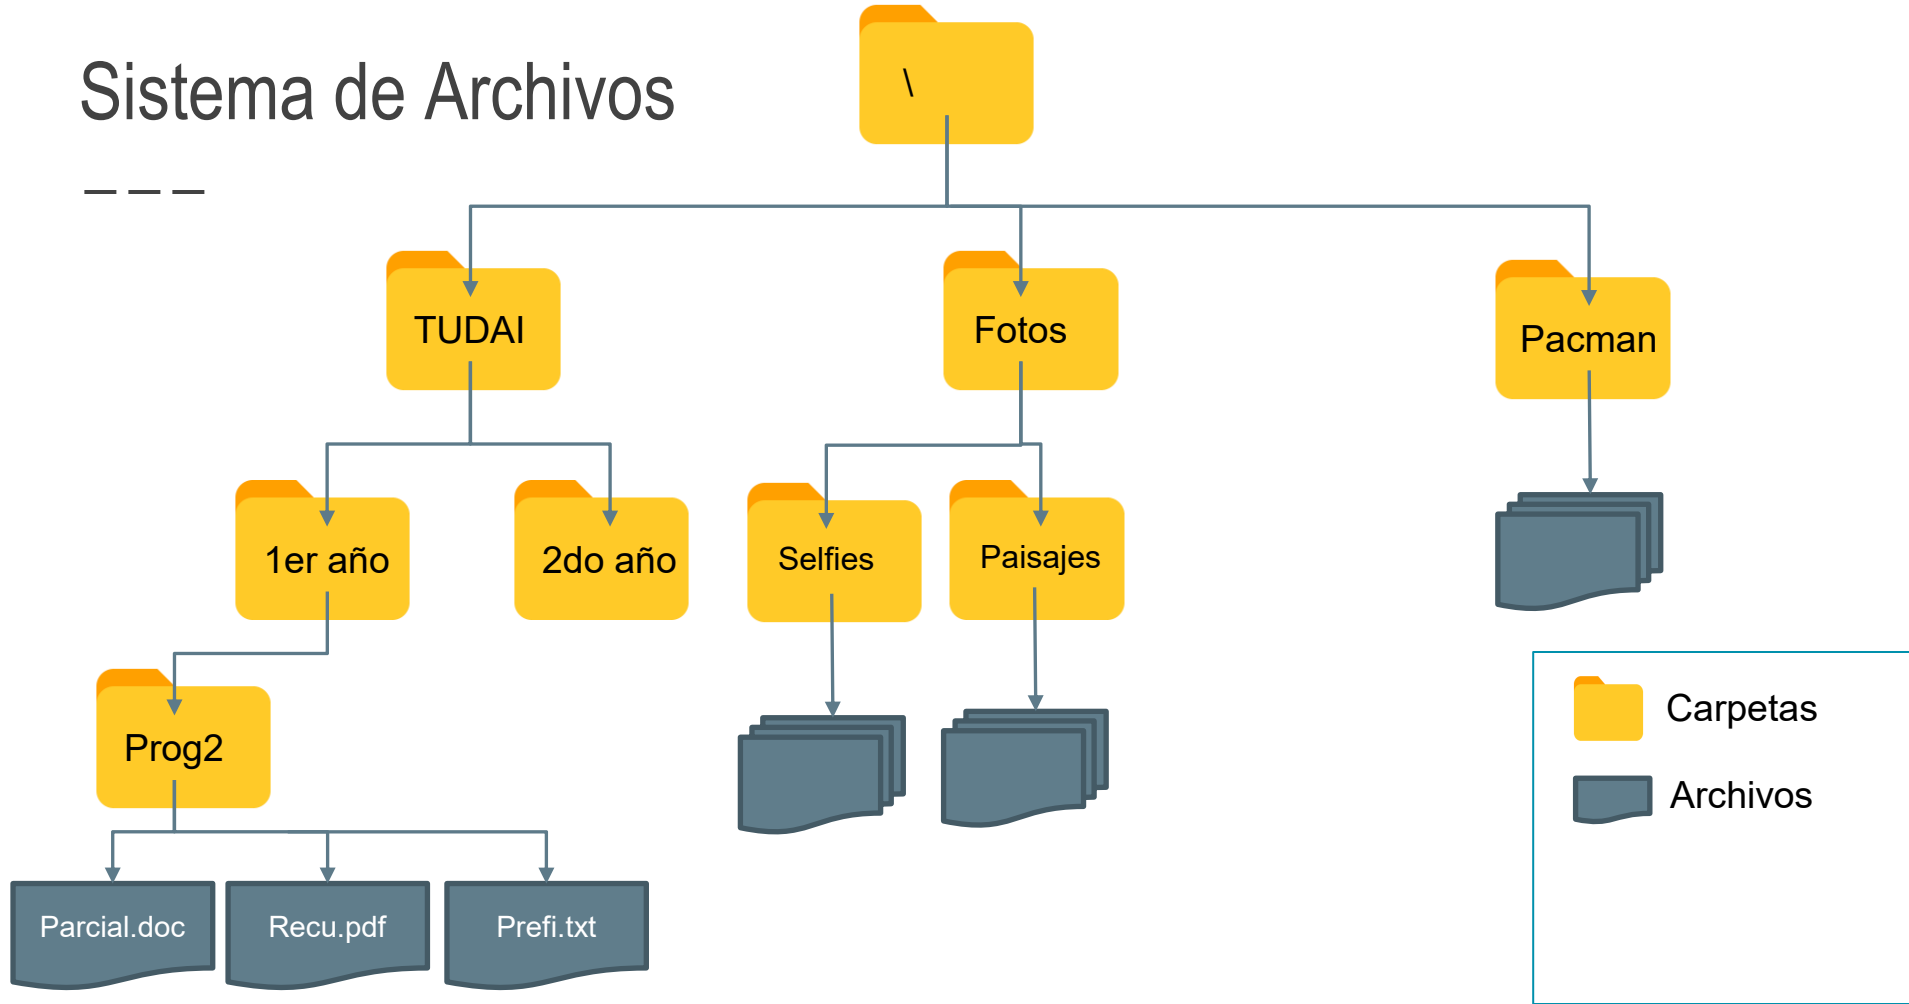 Sistema de Archivos
\
TUDAI
Fotos
Pacman
1er año
2do año
Selfies
Paisajes
Prog2
Carpetas
Archivos
Parcial.doc
Recu.pdf
Prefi.txt